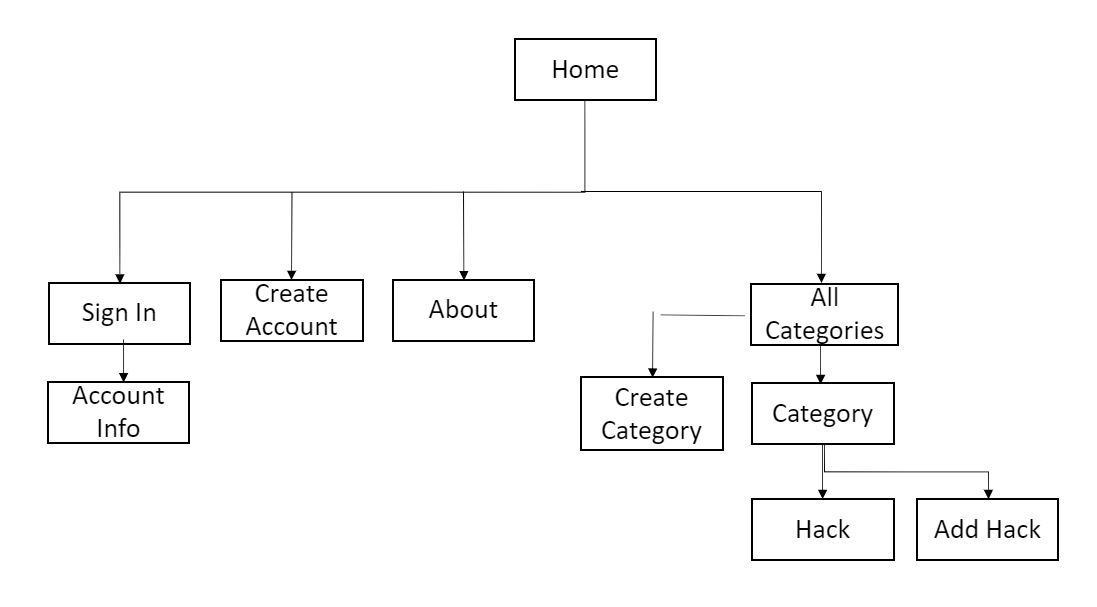 Home
Sign In
Create
Account
About
All
Categories
Account
Info
Create
Category
Category
Hack
Add Hack